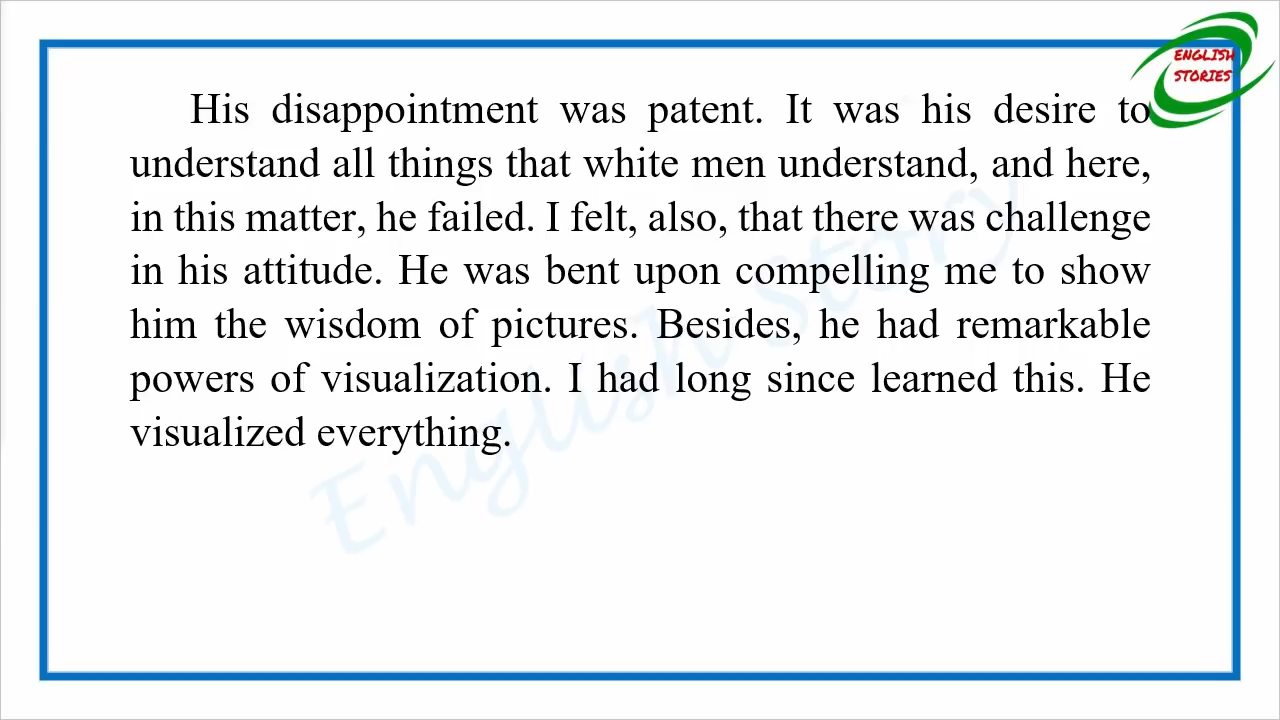 ENGLISH
STORIES
His disappointment was patent. It was his desire to
understand all things that white men understand, and here,
in this matter, he failed. I felt, also, that there was challenge
in his attitude. He was bent upon compelling me to show
him the wisdom of pictures. Besides, he had remarkable
powers of visualization. I had long since learned this. He
visualized everything.
English Story